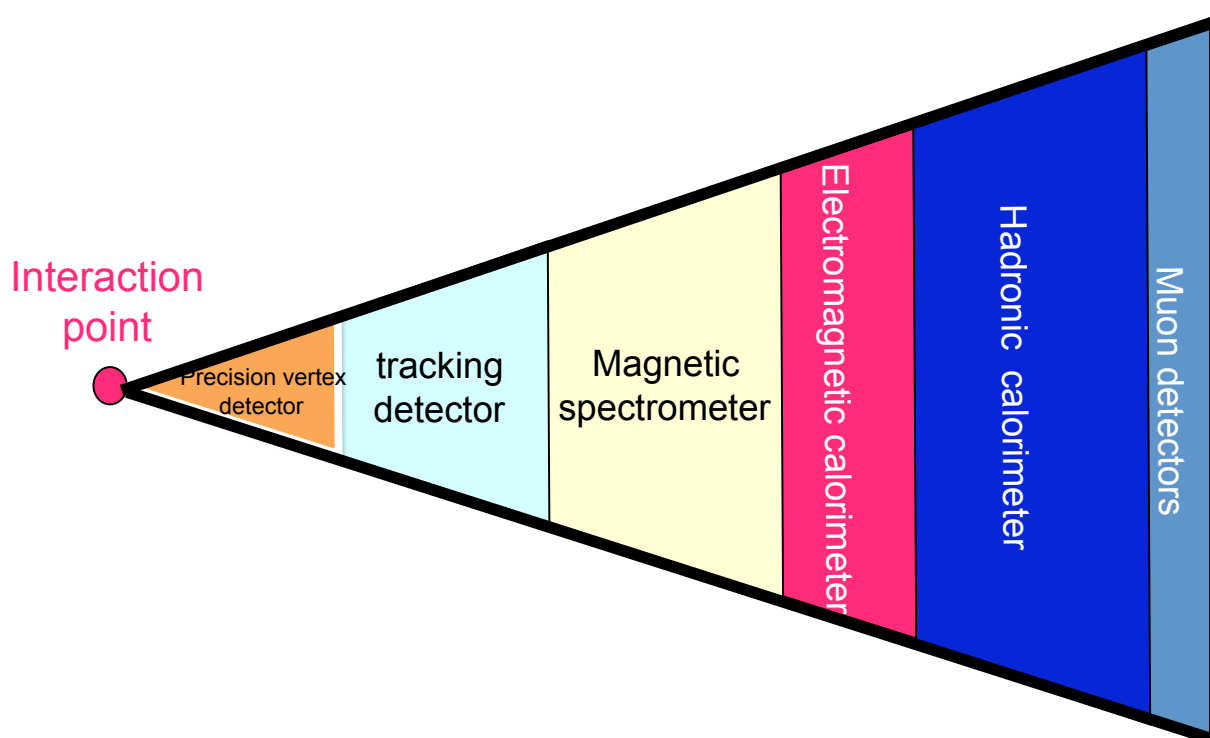 Interaction
point
Precision vertex
detector
tracking
detector
Magnetic
spectrometer
Electromagnetic calorimeter
Hadronic calorimeter
Muon detectors